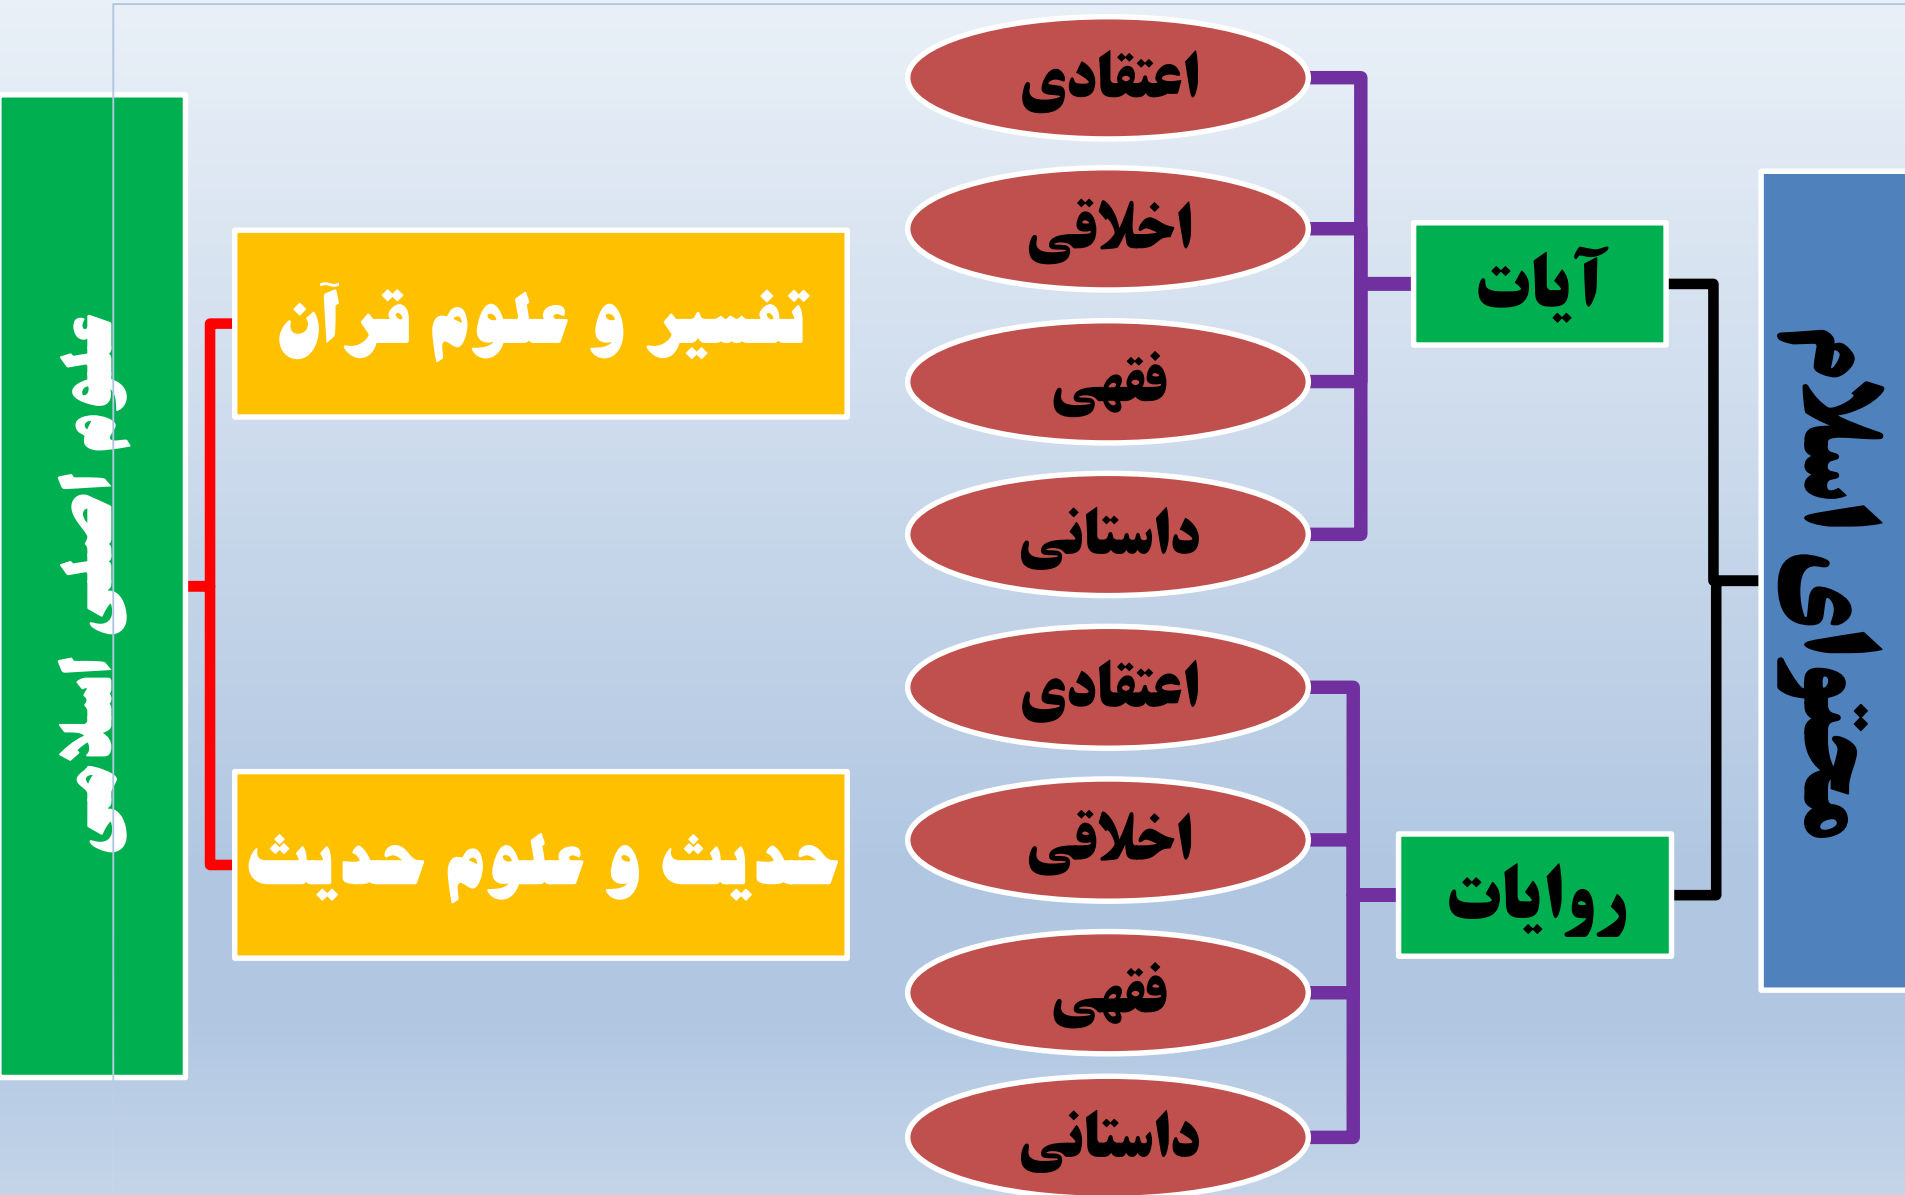 محتوای اسلام
آیات
اعتقادی
اخلاقی
فقهی
داستانی
روایات
اعتقادی
اخلاقی
فقهی
داستانی
تفسیر و علوم قرآن
حدیث و علوم حدیث
علوم اصلی اسلامی